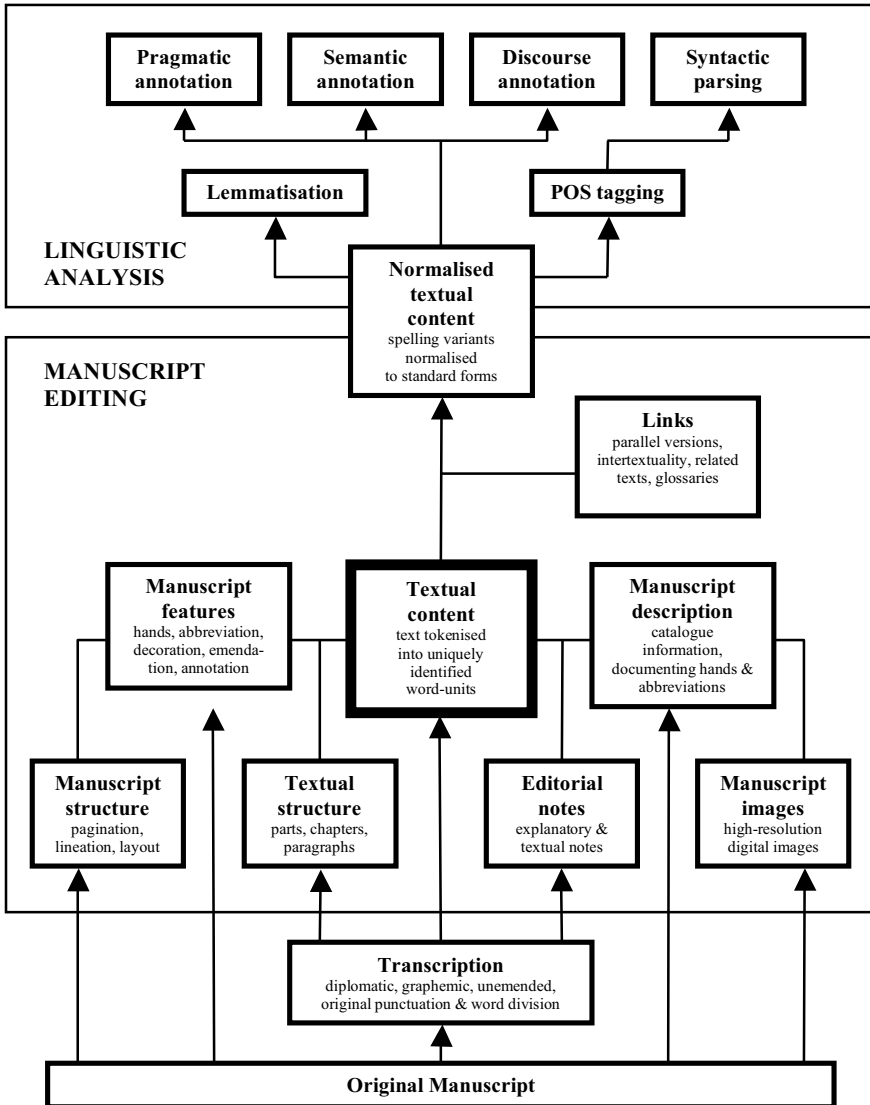 Pragmatic
annotation
Semantic
annotation
Discourse
annotation
Syntactic
parsing
Lemmatisation
POS tagging
LINGUISTIC
ANALYSIS
Normalised
textual
content
spelling variants
normalised
to standard forms
MANUSCRIPT
EDITING
Links
parallel versions,
intertextuality, related
texts, glossaries
Manuscript
features
hands, abbreviation,
decoration, emenda-
tion, annotation
Textual
content
text tokenised
into uniquely
identified
word-units
Manuscript
description
catalogue
information,
documenting hands &
abbreviations
Manuscript
structure
pagination,
lineation, layout
Textual
structure
parts, chapters,
paragraphs
Editorial
notes
explanatory &
textual notes
Manuscript
images
high-resolution
digital images
Transcription
diplomatic, graphemic, unemended,
original punctuation & word division
Original Manuscript